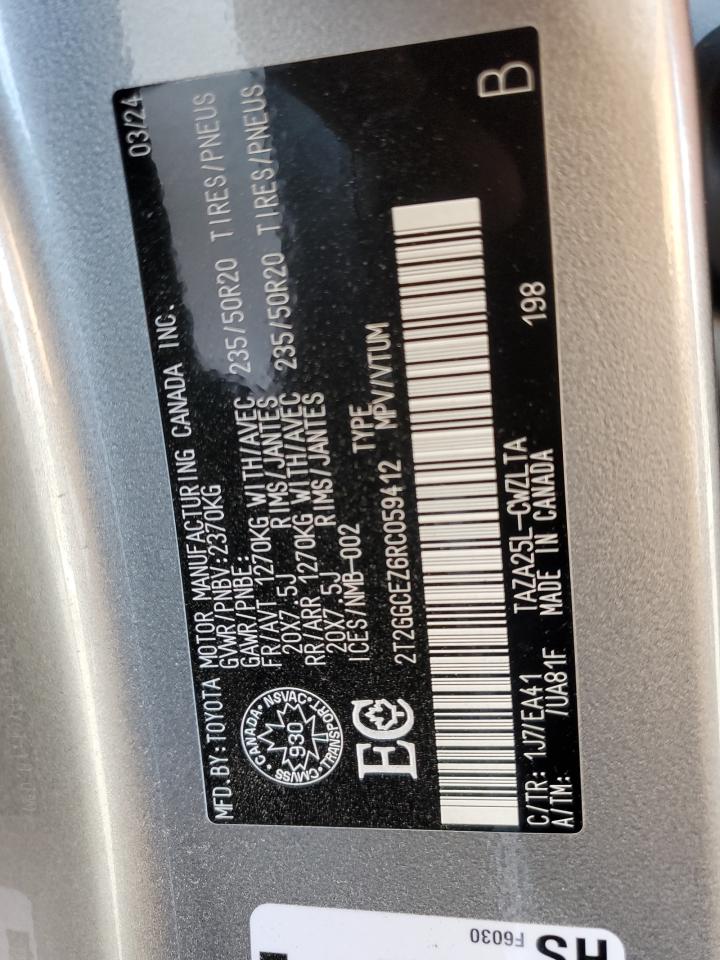 MFD.BY:TOYOTA MOTOR MANUFACTURING CANADA INC. 03/24
GVWR/PNBV:2370KG
GAWR/PNBE:
FR/AVT 1270KG WITH/AVEC 235/50R20 TIRES/PNEUS
20X7.5J RIMS/JANTES
RR/ARR 1270KG WITH/AVEC 235/50R20 TIRES/PNEUS
20X7.5J RIMS/JANTES
ICES7/NMB-002
CANADA • NSVAC • TRANSPORT • CMVSS •
930
EC
2T2GGCEZ6RC059412 TYPE MPV/VTUM
B
C/TR: 1J7/EA41 TAZA25L-CWZLTA 198
A/TM: /UA81F MADE IN CANADA
F6030
HS